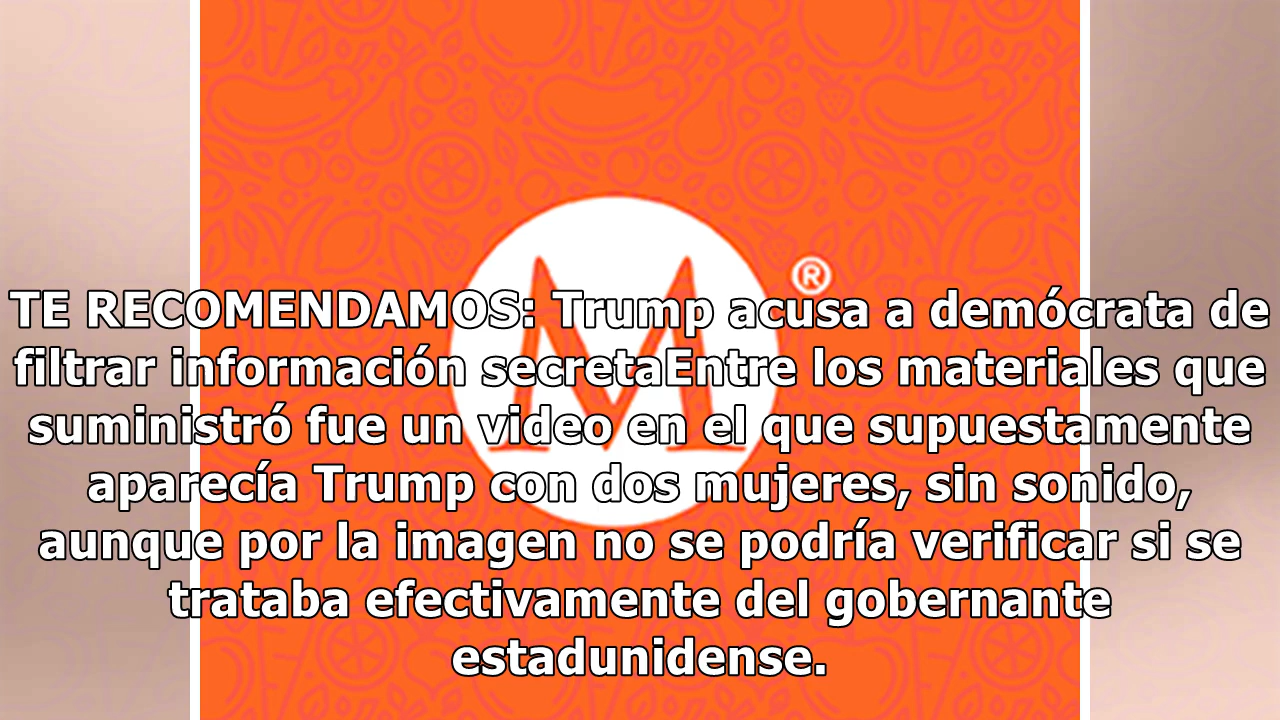 M
®
TE RECOMENDAMOS: Trump acusa a demócrata de
filtrar información secretaEntre los materiales que
suministró fue un video en el que supuestamente
aparecía Trump con dos mujeres, sin sonido,
aunque por la imagen no se podría verificar si se
trataba efectivamente del gobernante
estadunidense.